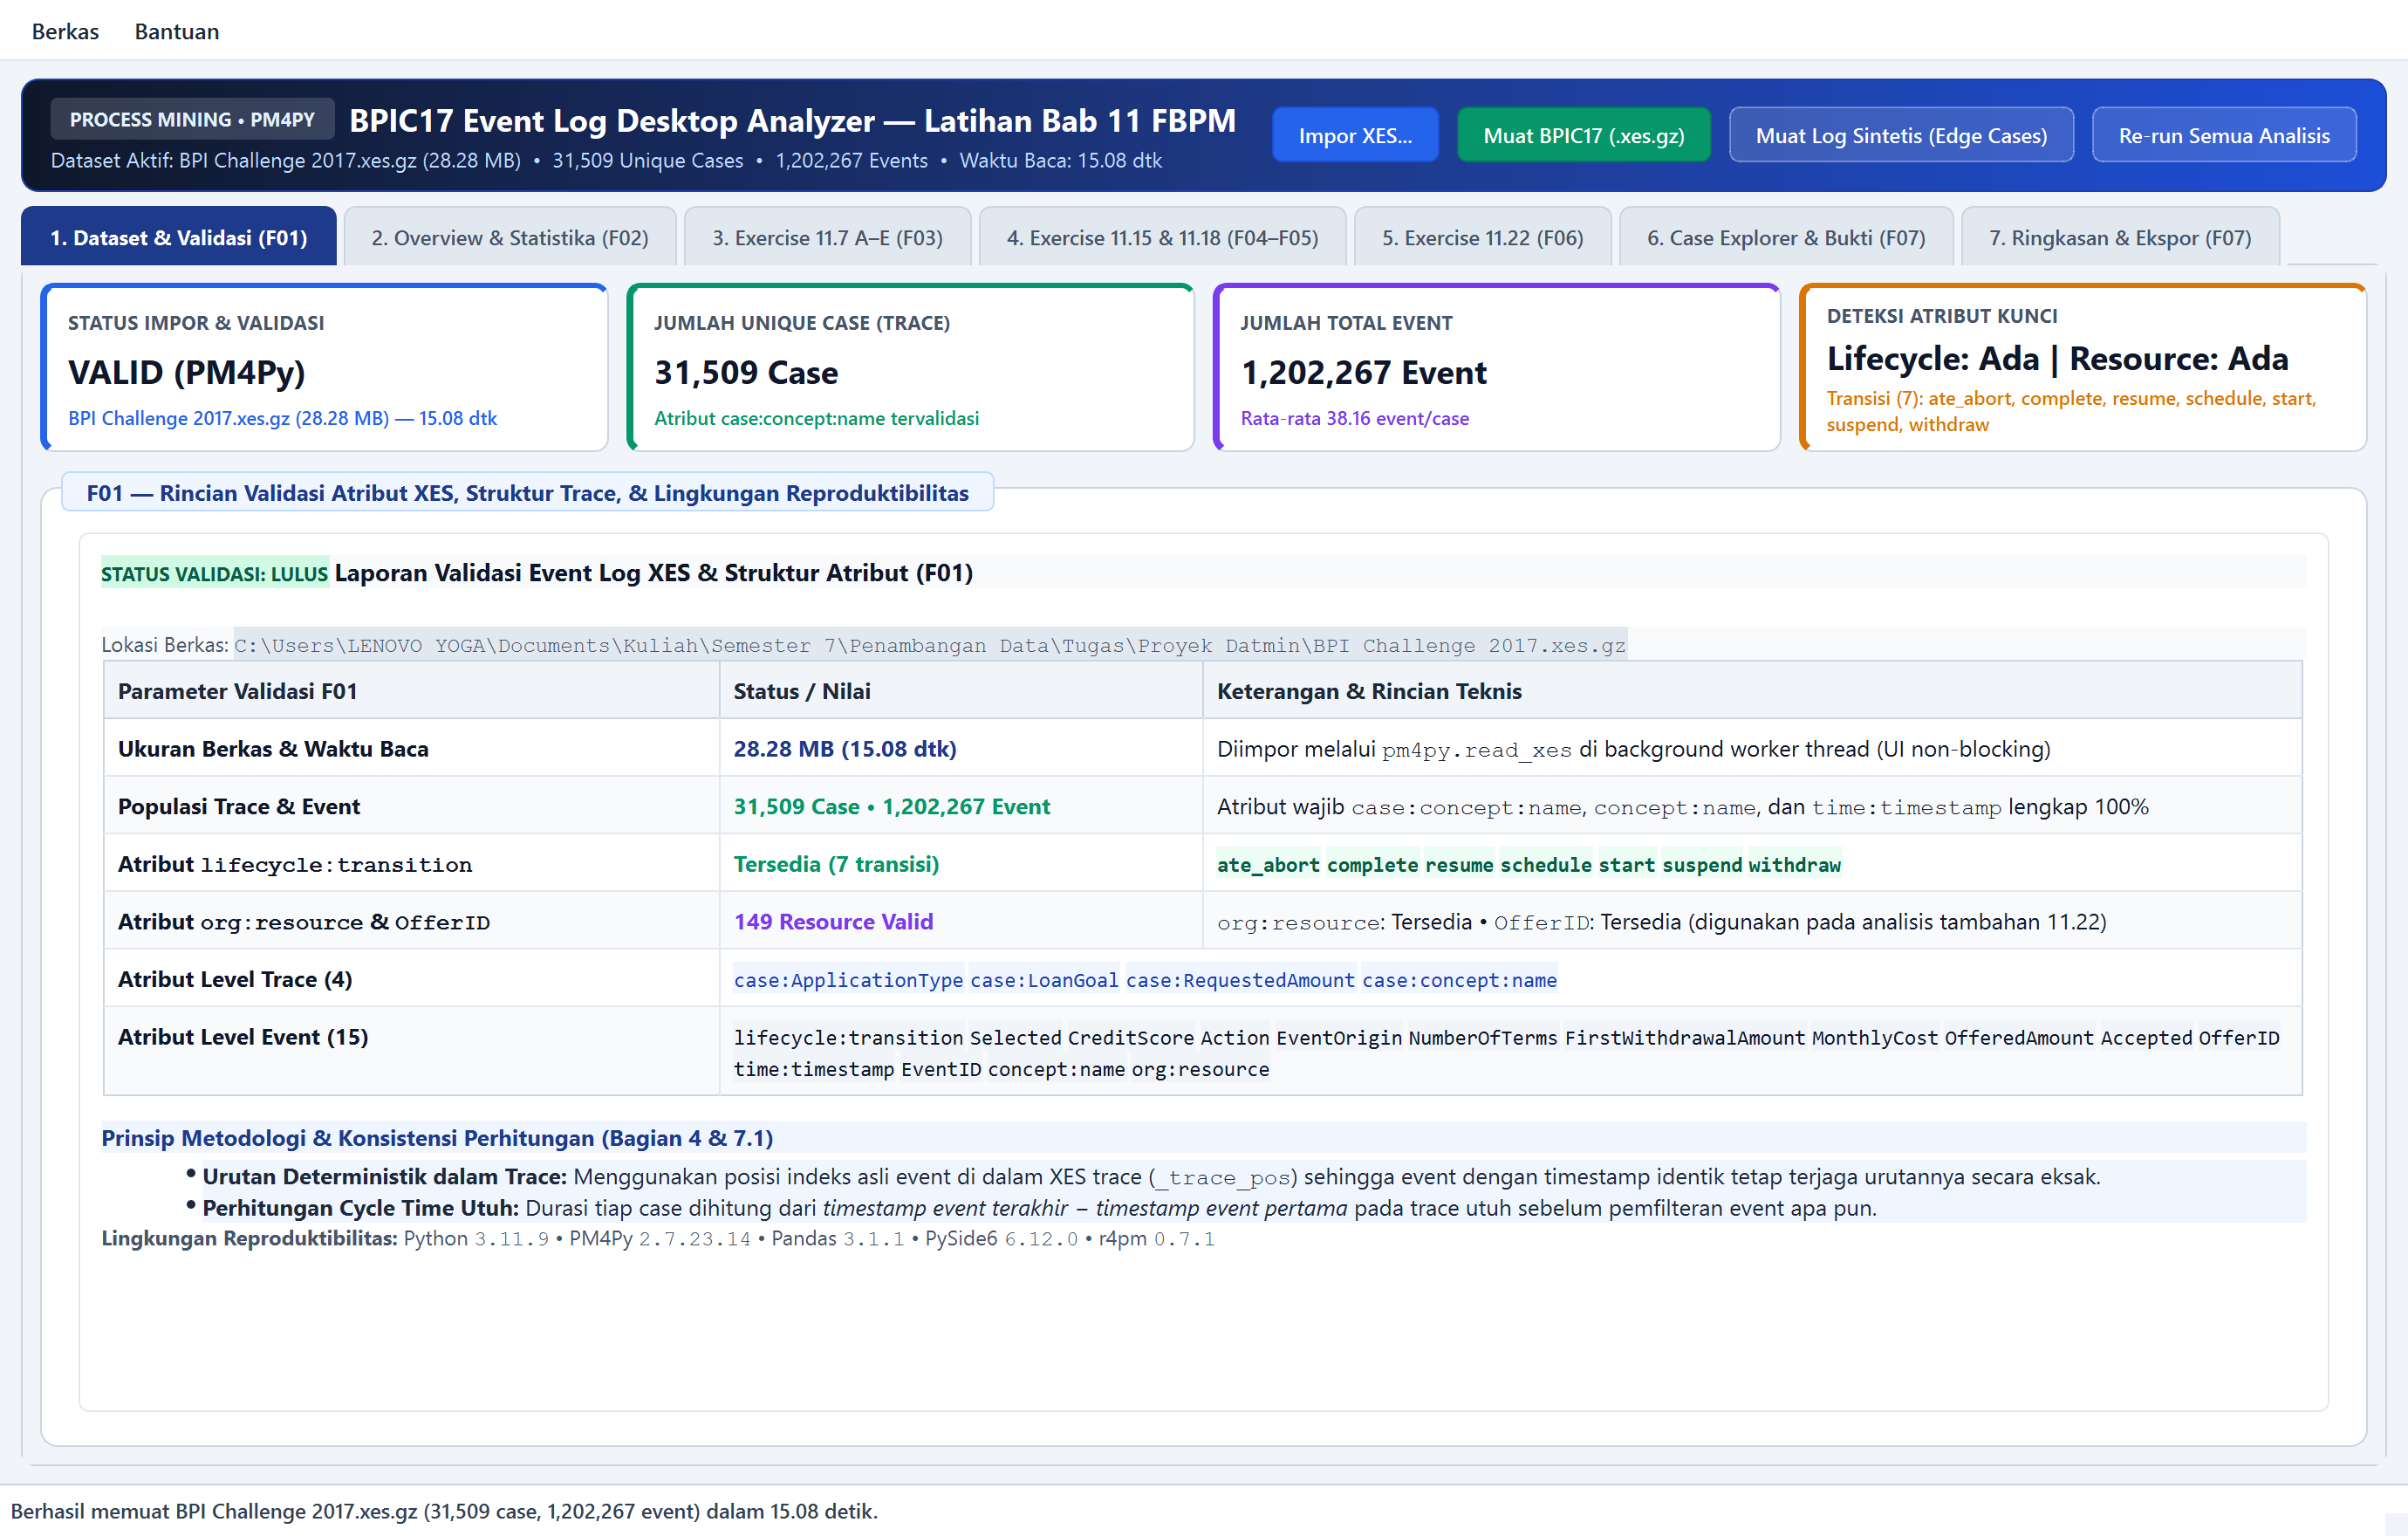 Berkas Bantuan
PROCESS MINING • PM4PY BPIC17 Event Log Desktop Analyzer — Latihan Bab 11 FBPM
Dataset Aktif: BPI Challenge 2017.xes.gz (28.28 MB) • 31,509 Unique Cases • 1,202,267 Events • Waktu Baca: 15.08 dtk
Impor XES... Muat BPIC17 (.xes.gz) Muat Log Sintetis (Edge Cases) Re-run Semua Analisis
1. Dataset & Validasi (F01) 2. Overview & Statistika (F02) 3. Exercise 11.7 A–E (F03) 4. Exercise 11.15 & 11.18 (F04–F05) 5. Exercise 11.22 (F06) 6. Case Explorer & Bukti (F07) 7. Ringkasan & Ekspor (F07)
STATUS IMPOR & VALIDASI
VALID (PM4Py)
BPI Challenge 2017.xes.gz (28.28 MB) — 15.08 dtk
JUMLAH UNIQUE CASE (TRACE)
31,509 Case
Atribut case:concept:name tervalidasi
JUMLAH TOTAL EVENT
1,202,267 Event
Rata-rata 38.16 event/case
DETEKSI ATRIBUT KUNCI
Lifecycle: Ada | Resource: Ada
Transisi (7): ate_abort, complete, resume, schedule, start,
suspend, withdraw
F01 — Rincian Validasi Atribut XES, Struktur Trace, & Lingkungan Reproduktibilitas
STATUS VALIDASI: LULUS Laporan Validasi Event Log XES & Struktur Atribut (F01)
Lokasi Berkas: C:\Users\LENOVO YOGA\Documents\Kuliah\Semester 7\Penambangan Data\Tugas\Proyek Datmin\BPI Challenge 2017.xes.gz
Parameter Validasi F01 Status / Nilai Keterangan & Rincian Teknis
Ukuran Berkas & Waktu Baca 28.28 MB (15.08 dtk) Diimpor melalui pm4py.read_xes di background worker thread (UI non-blocking)
Populasi Trace & Event 31,509 Case • 1,202,267 Event Atribut wajib case:concept:name, concept:name, dan time:timestamp lengkap 100%
Atribut lifecycle:transition Tersedia (7 transisi) ate_abort complete resume schedule start suspend withdraw
Atribut org:resource & OfferID 149 Resource Valid org:resource: Tersedia • OfferID: Tersedia (digunakan pada analisis tambahan 11.22)
Atribut Level Trace (4) case:ApplicationType case:LoanGoal case:RequestedAmount case:concept:name
Atribut Level Event (15) lifecycle:transition Selected CreditScore Action EventOrigin NumberOfTerms FirstWithdrawalAmount MonthlyCost OfferedAmount Accepted OfferID
time:timestamp EventID concept:name org:resource
Prinsip Metodologi & Konsistensi Perhitungan (Bagian 4 & 7.1)
• Urutan Deterministik dalam Trace: Menggunakan posisi indeks asli event di dalam XES trace (_trace_pos) sehingga event dengan timestamp identik tetap terjaga urutannya secara eksak.
• Perhitungan Cycle Time Utuh: Durasi tiap case dihitung dari timestamp event terakhir − timestamp event pertama pada trace utuh sebelum pemfilteran event apa pun.
Lingkungan Reproduktibilitas: Python 3.11.9 • PM4Py 2.7.23.14 • Pandas 3.1.1 • PySide6 6.12.0 • r4pm 0.7.1
Berhasil memuat BPI Challenge 2017.xes.gz (31,509 case, 1,202,267 event) dalam 15.08 detik.